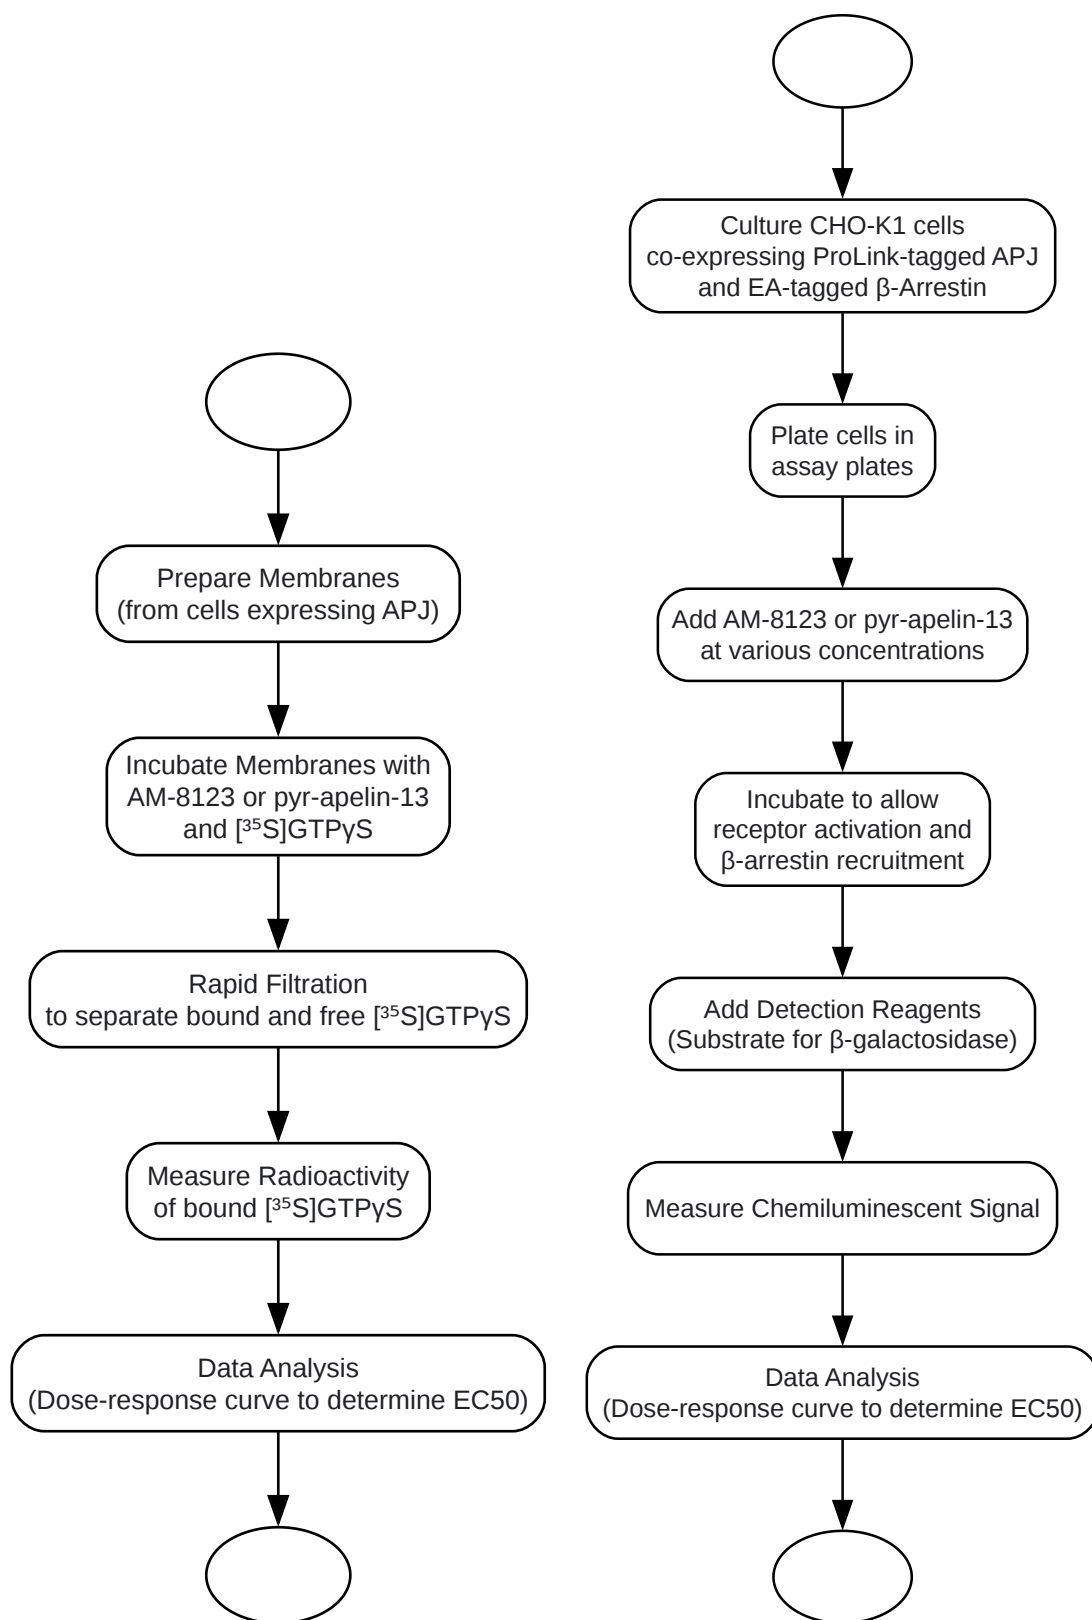 Prepare Membranes
(from cells expressing APJ)
Incubate Membranes with
AM-8123 or pyr-apelin-13
and [³⁵S]GTPγS
Rapid Filtration
to separate bound and free [³⁵S]GTPγS
Measure Radioactivity
of bound [³⁵S]GTPγS
Data Analysis
(Dose-response curve to determine EC50)
Culture CHO-K1 cells
co-expressing ProLink-tagged APJ
and EA-tagged β-Arrestin
Plate cells in
assay plates
Add AM-8123 or pyr-apelin-13
at various concentrations
Incubate to allow
receptor activation and
β-arrestin recruitment
Add Detection Reagents
(Substrate for β-galactosidase)
Measure Chemiluminescent Signal
Data Analysis
(Dose-response curve to determine EC50)